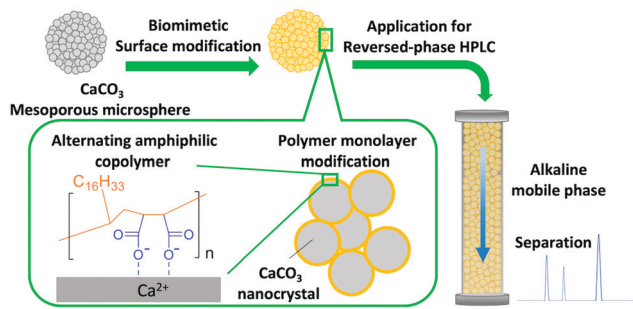 Biomimetic
Surface modification
Application for
Reversed-phase HPLC
CaCO₃
Mesoporous microsphere
Alternating amphiphilic
copolymer
Polymer monolayer
modification
Alkaline
mobile phase
C₁₆H₃₃
O O
O⁻ O⁻
n
Separation
CaCO₃
nanocrystal
Ca²⁺